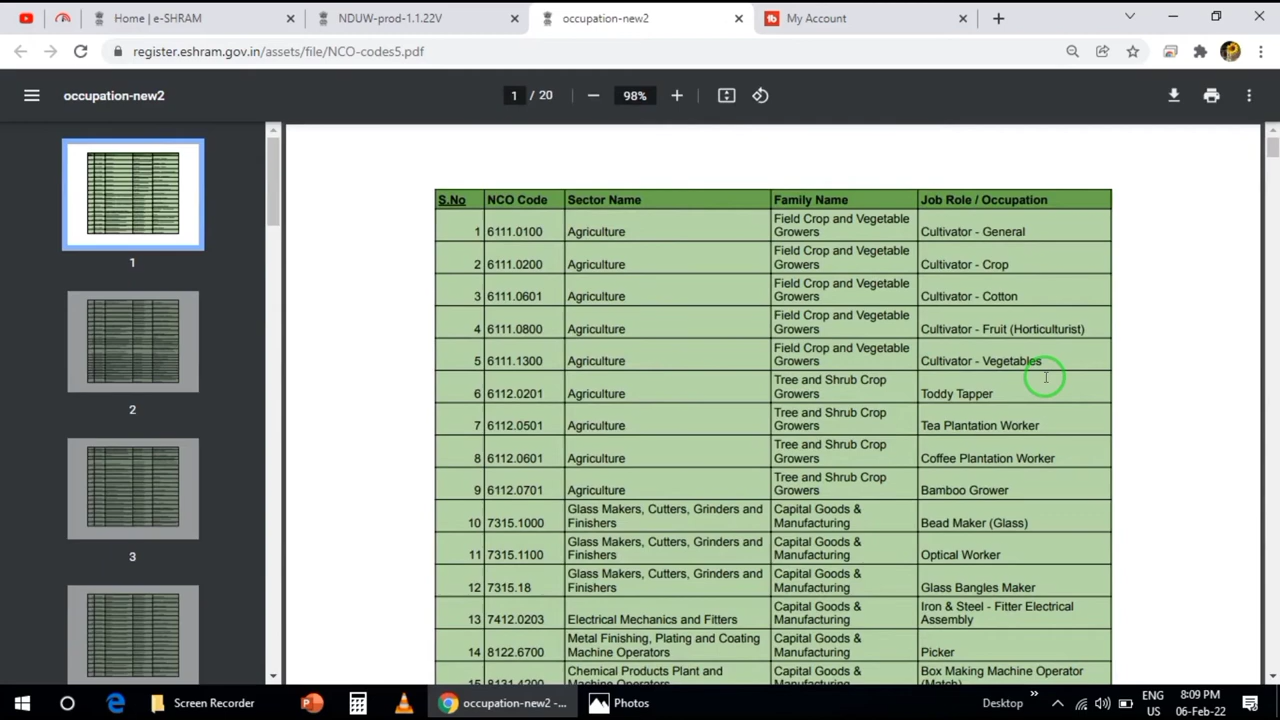 Home | e-SHRAM
NDUW-prod-1.1.22V
occupation-new2
My Account
register.eshram.gov.in/assets/file/NCO-codes5.pdf
occupation-new2
1 / 20
98%
1
2
3
S.No NCO Code Sector Name Family Name Job Role / Occupation
1 6111.0100 Agriculture Field Crop and Vegetable Growers Cultivator - General
2 6111.0200 Agriculture Field Crop and Vegetable Growers Cultivator - Crop
3 6111.0601 Agriculture Field Crop and Vegetable Growers Cultivator - Cotton
4 6111.0800 Agriculture Field Crop and Vegetable Growers Cultivator - Fruit (Horticulturist)
5 6111.1300 Agriculture Field Crop and Vegetable Growers Cultivator - Vegetables
6 6112.0201 Agriculture Tree and Shrub Crop Growers Toddy Tapper
7 6112.0501 Agriculture Tree and Shrub Crop Growers Tea Plantation Worker
8 6112.0601 Agriculture Tree and Shrub Crop Growers Coffee Plantation Worker
9 6112.0701 Agriculture Tree and Shrub Crop Growers Bamboo Grower
10 7315.1000 Glass Makers, Cutters, Grinders and Finishers Capital Goods & Manufacturing Bead Maker (Glass)
11 7315.1100 Glass Makers, Cutters, Grinders and Finishers Capital Goods & Manufacturing Optical Worker
12 7315.18 Glass Makers, Cutters, Grinders and Finishers Capital Goods & Manufacturing Glass Bangles Maker
13 7412.0203 Electrical Mechanics and Fitters Capital Goods & Manufacturing Iron & Steel - Fitter Electrical Assembly
14 8122.6700 Metal Finishing, Plating and Coating Machine Operators Capital Goods & Manufacturing Picker
15 8131.4200 Chemical Products Plant and Machine Operators Capital Goods & Manufacturing Box Making Machine Operator (Match)
Screen Recorder
occupation-new2 -...
Photos
Desktop
ENG
US
8:09 PM
06-Feb-22